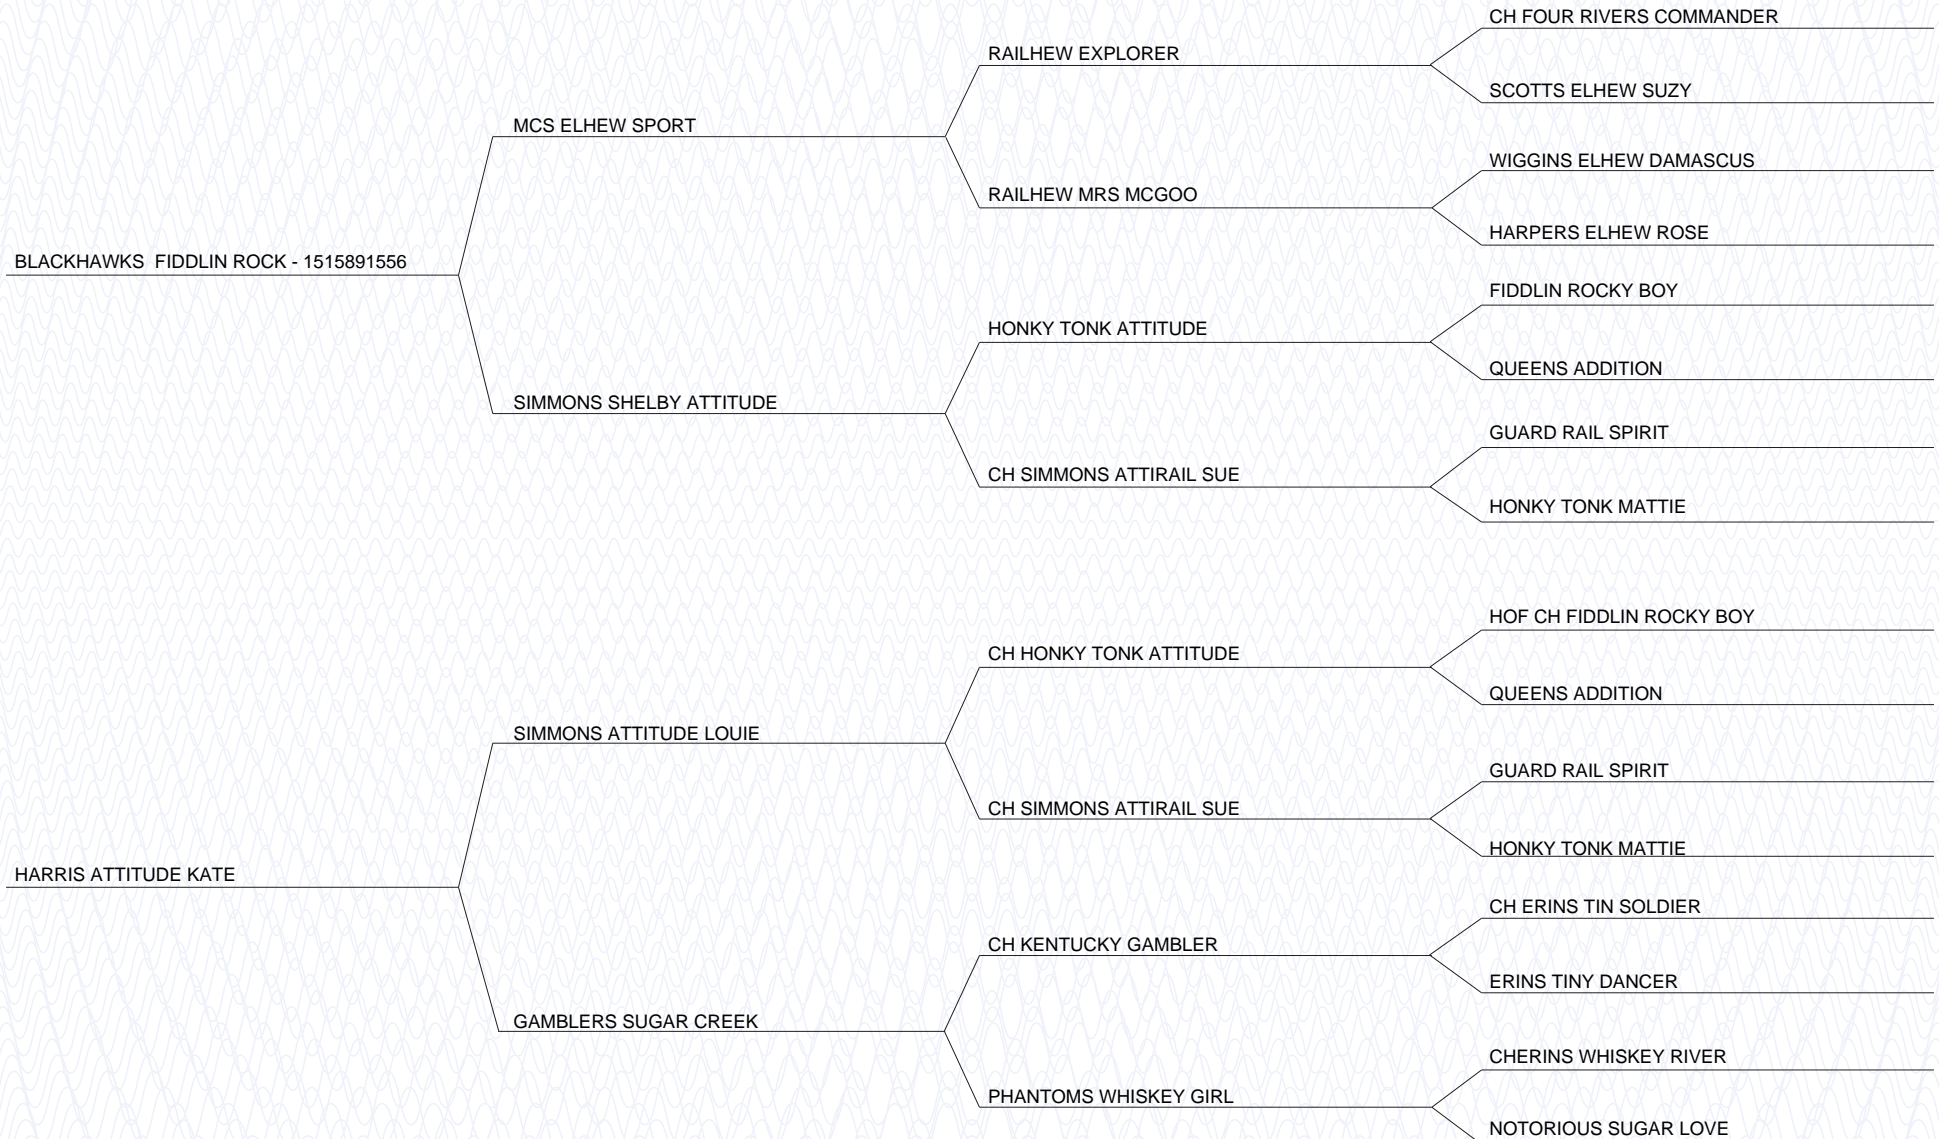 CH FOUR RIVERS COMMANDER
RAILHEW EXPLORER
SCOTTS ELHEW SUZY
MCS ELHEW SPORT
WIGGINS ELHEW DAMASCUS
RAILHEW MRS MCGOO
HARPERS ELHEW ROSE
BLACKHAWKS  FIDDLIN ROCK - 1515891556
FIDDLIN ROCKY BOY
HONKY TONK ATTITUDE
QUEENS ADDITION
SIMMONS SHELBY ATTITUDE
GUARD RAIL SPIRIT
CH SIMMONS ATTIRAIL SUE
HONKY TONK MATTIE
HOF CH FIDDLIN ROCKY BOY
CH HONKY TONK ATTITUDE
QUEENS ADDITION
SIMMONS ATTITUDE LOUIE
GUARD RAIL SPIRIT
CH SIMMONS ATTIRAIL SUE
HONKY TONK MATTIE
HARRIS ATTITUDE KATE
CH ERINS TIN SOLDIER
CH KENTUCKY GAMBLER
ERINS TINY DANCER
GAMBLERS SUGAR CREEK
CHERINS WHISKEY RIVER
PHANTOMS WHISKEY GIRL
NOTORIOUS SUGAR LOVE